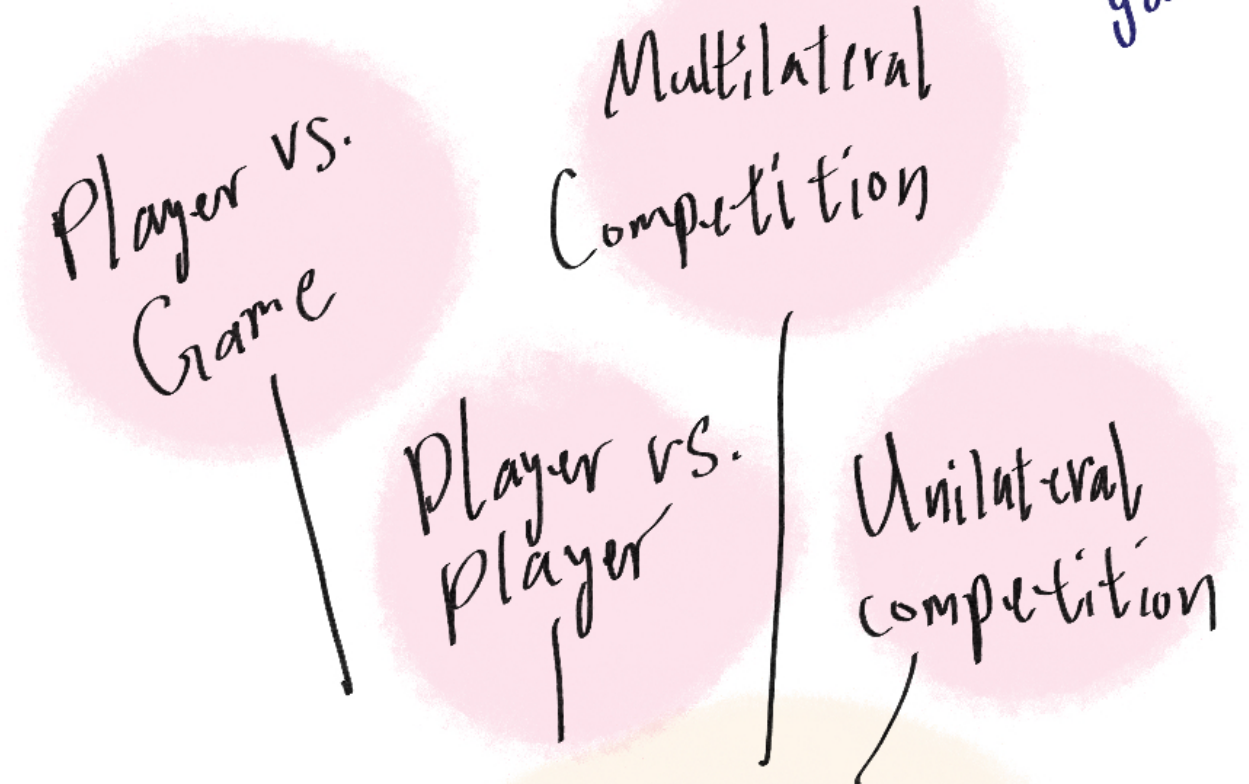 Player vs.
Game
Multilateral
Competition
Player vs.
player
Unilateral
competition